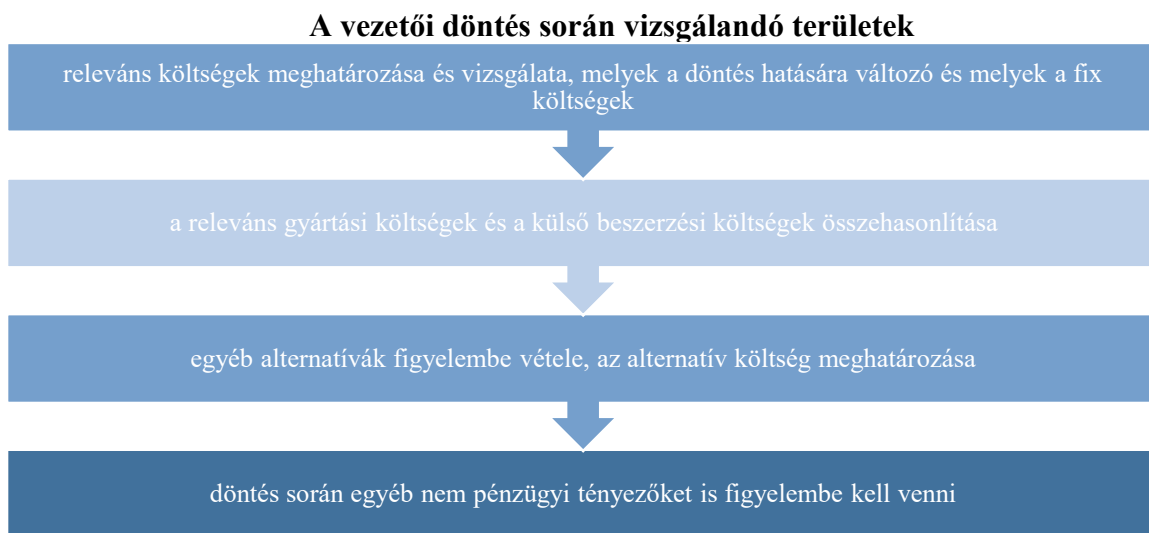 A vezetői döntés során vizsgálandó területek
releváns költségek meghatározása és vizsgálata, melyek a döntés hatására változó és melyek a fix
költségek
a releváns gyártási költségek és a külső beszerzési költségek összehasonlítása
egyéb alternatívák figyelembe vétele, az alternatív költség meghatározása
döntés során egyéb nem pénzügyi tényezőket is figyelembe kell venni